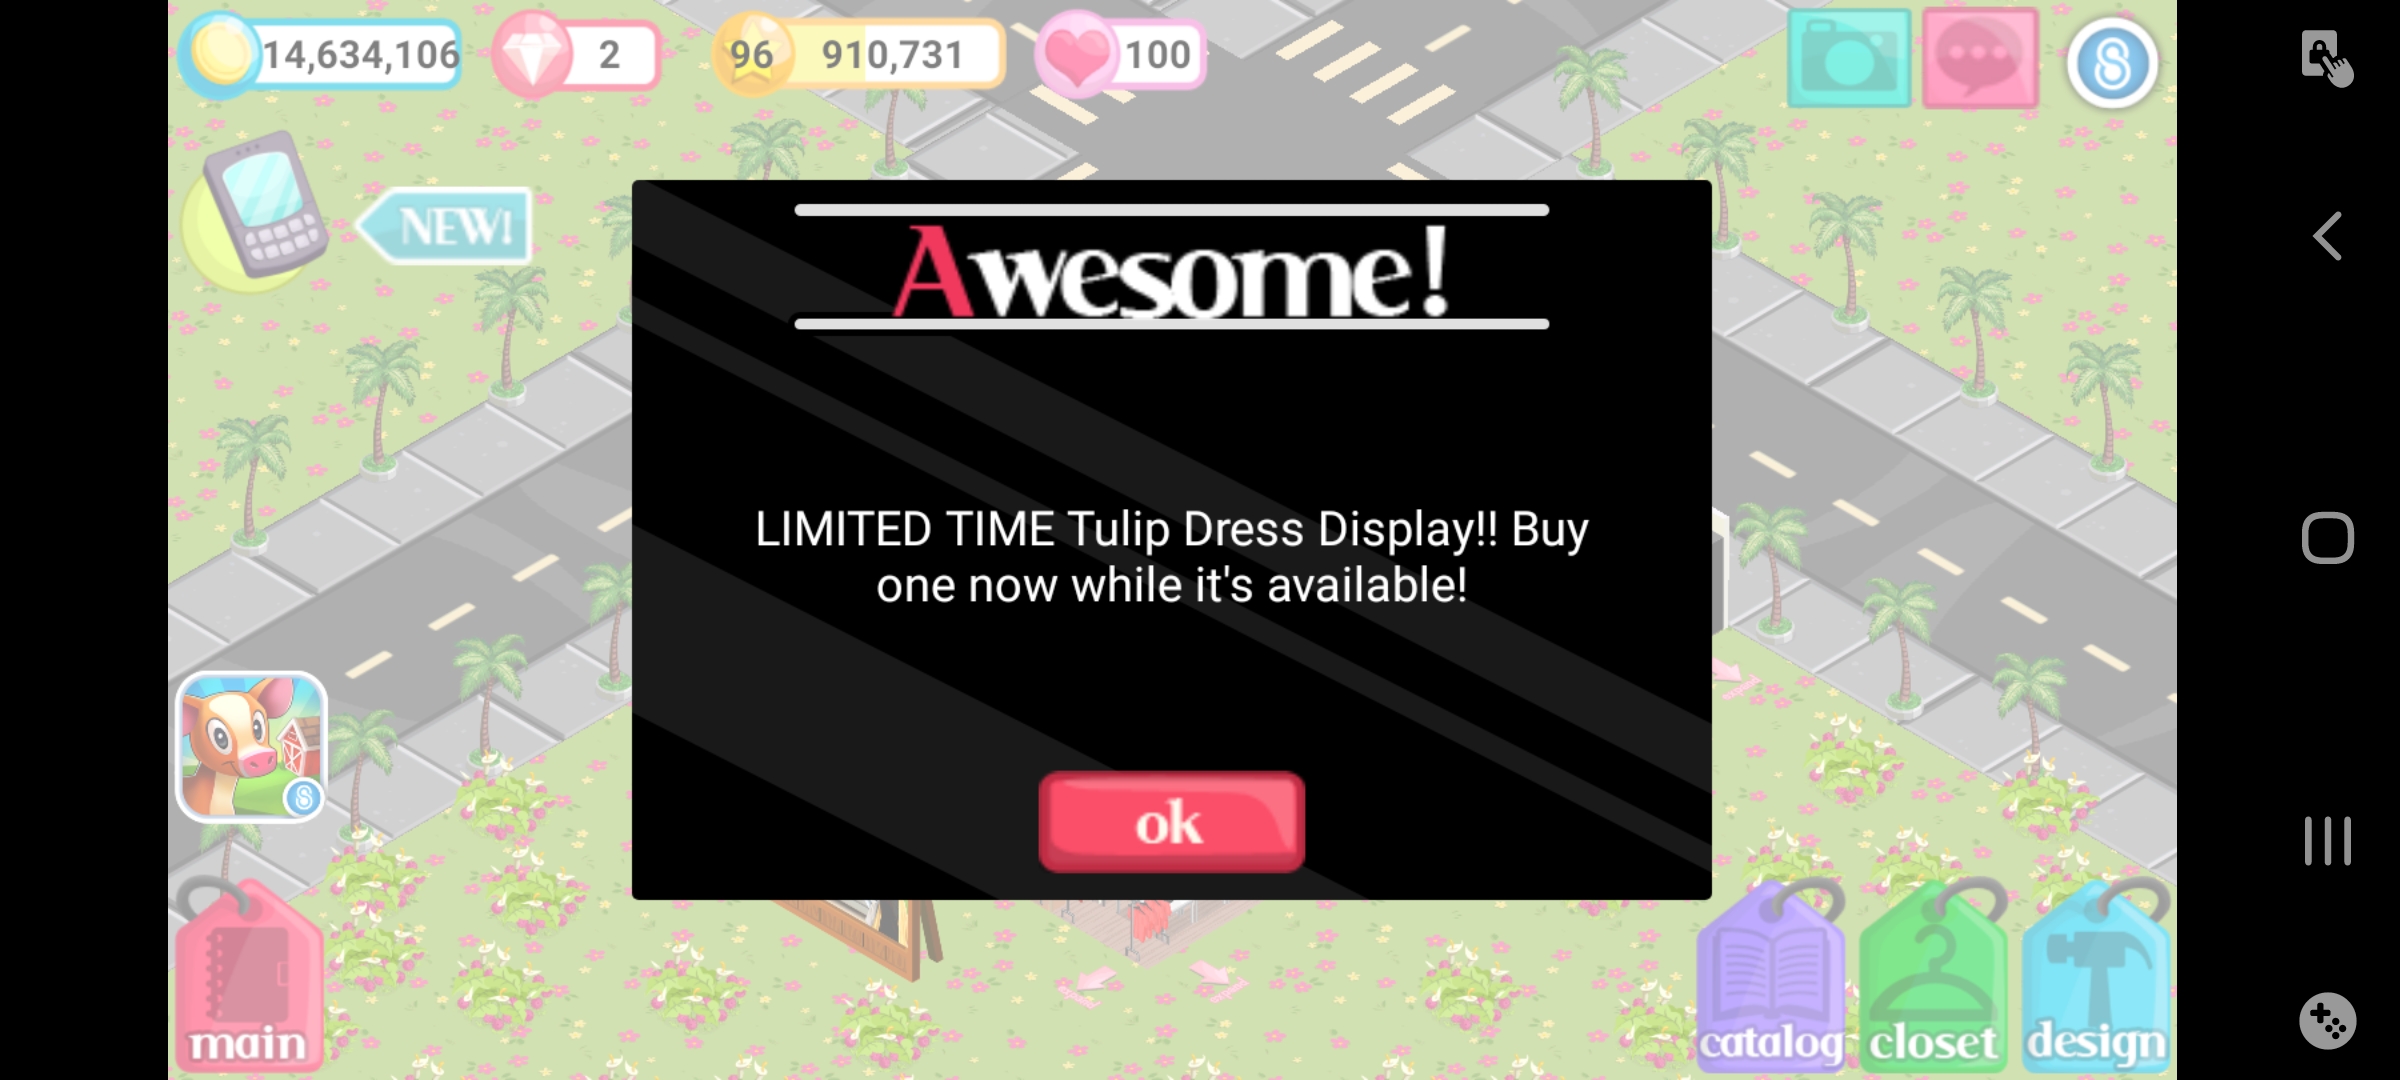 14,634,106
2
96 910,731
100
NEW!
Awesome!
LIMITED TIME Tulip Dress Display!! Buy
one now while it's available!
ok
main
catalog
closet
design